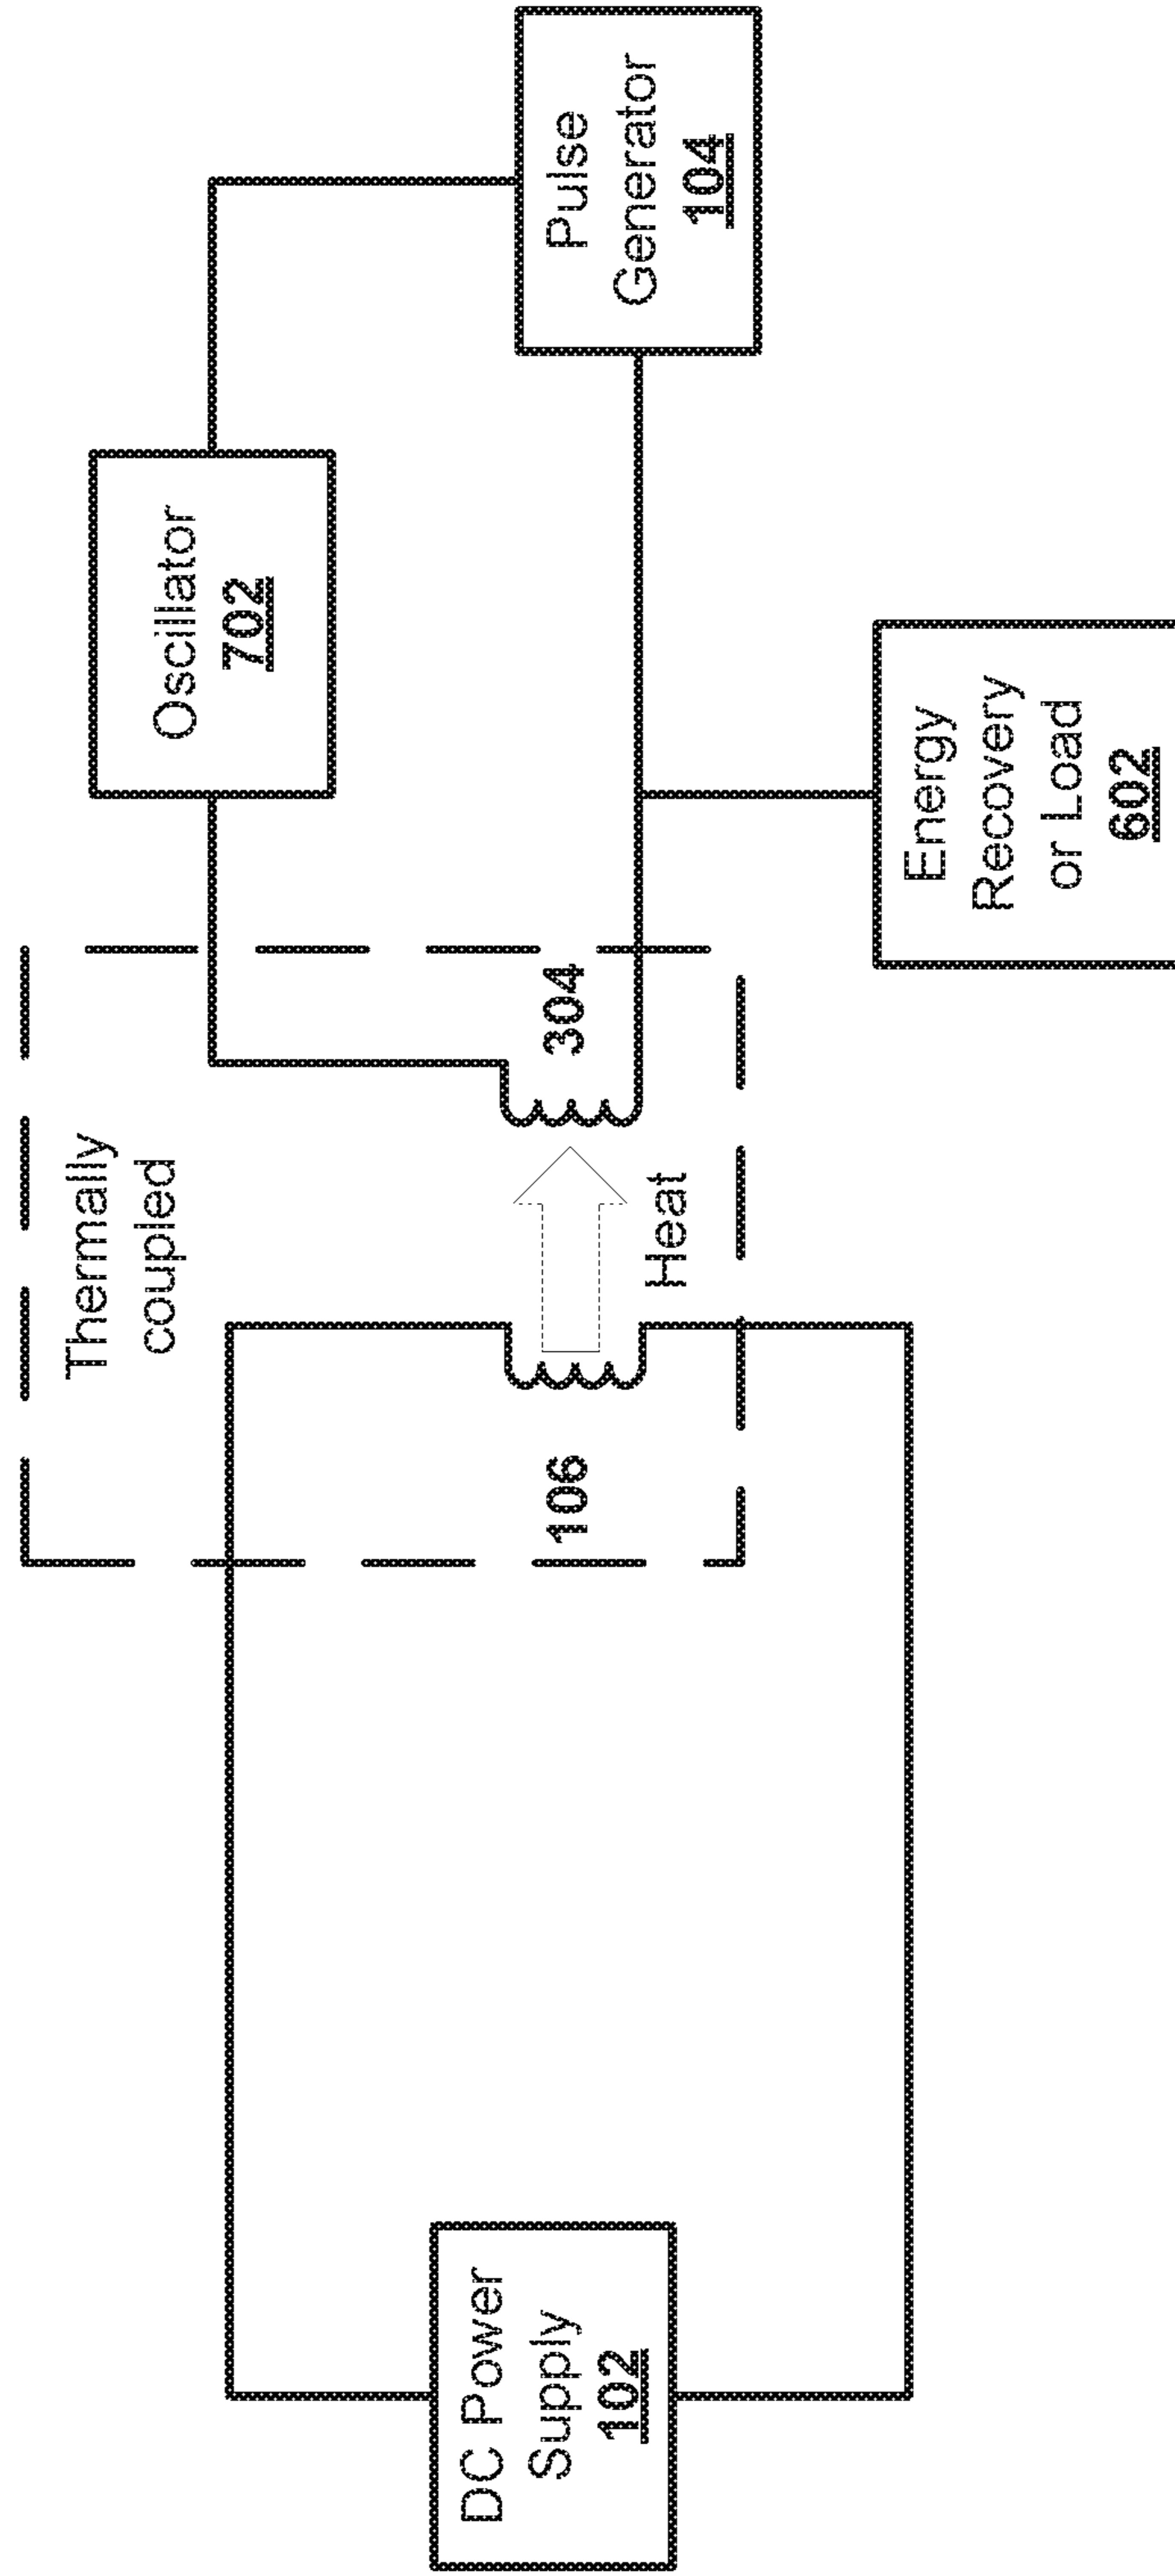 Thermally
coupled
Oscillator
702
DC Power
Supply
102
106
304
Heat
Pulse
Generator
104
Energy
Recovery
or Load
602